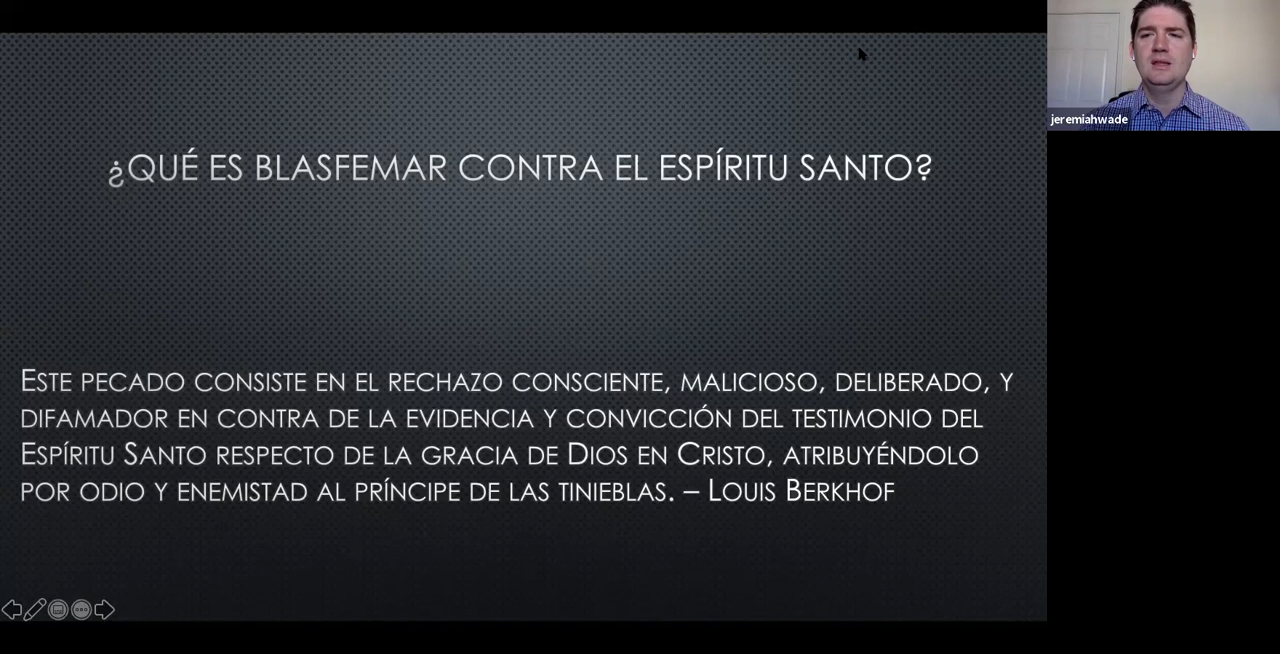 ¿QUÉ ES BLASFEMAR CONTRA EL ESPÍRITU SANTO?
ESTE PECADO CONSISTE EN EL RECHAZO CONSCIENTE, MALICIOSO, DELIBERADO, Y
DIFAMADOR EN CONTRA DE LA EVIDENCIA Y CONVICCIÓN DEL TESTIMONIO DEL
ESPÍRITU SANTO RESPECTO DE LA GRACIA DE DIOS EN CRISTO, ATRIBUYÉNDOLO
POR ODIO Y ENEMISTAD AL PRÍNCIPE DE LAS TINIEBLAS. – LOUIS BERKHOF
jeremiahwade